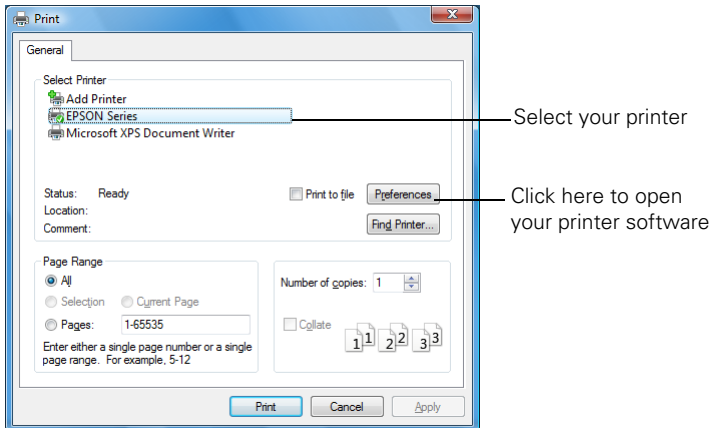 Print
General
Select Printer
Add Printer
EPSON Series
Microsoft XPS Document Writer
Select your printer
Status: Ready
Print to file
Preferences
Location:
Comment:
Find Printer...
Click here to open
your printer software
Page Range
All
Selection
Current Page
Pages: 1-65535
Enter either a single page number or a single
page range. For example, 5-12
Number of copies: 1
Collate
1 1 2 2 3 3
Print
Cancel
Apply